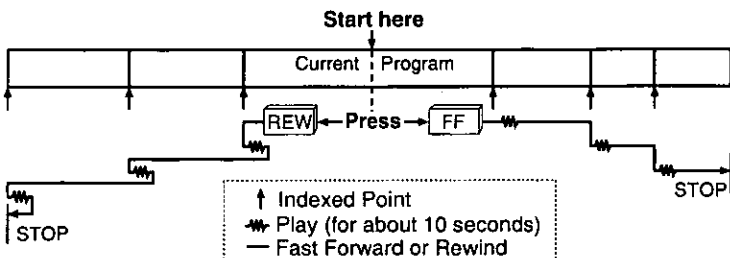 Start here
Current Program
REW Press FF
STOP
STOP
Indexed Point
Play (for about 10 seconds)
Fast Forward or Rewind